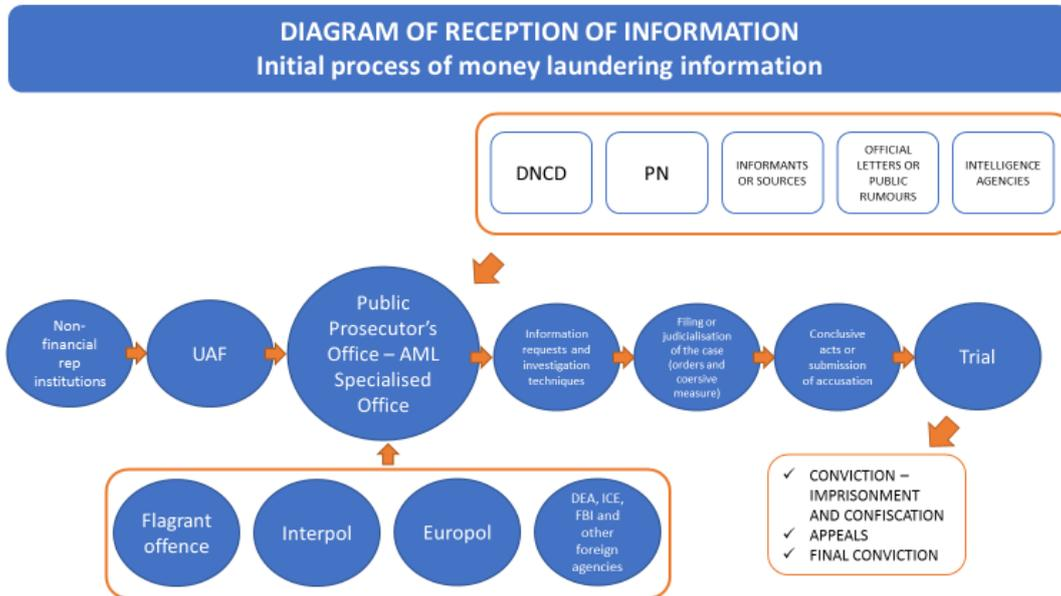 DIAGRAM OF RECEPTION OF INFORMATION
Initial process of money laundering information
DNCD
PN
INFORMANTS
OR SOURCES
OFFICIAL
LETTERS OR
PUBLIC
RUMOURS
INTELLIGENCE
AGENCIES
Non-
financial
rep
institutions
UAF
Public
Prosecutor's
Office – AML
Specialised
Office
Information
requests and
investigation
techniques
Filing or
judicialisation
of the case
(orders and
coersive
measure)
Conclusive
acts or
submission
of accusation
Trial
Flagrant
offence
Interpol
Europol
DEA, ICE,
FBI and
other
foreign
agencies
✓ CONVICTION –
IMPRISONMENT
AND CONFISCATION
✓ APPEALS
✓ FINAL CONVICTION